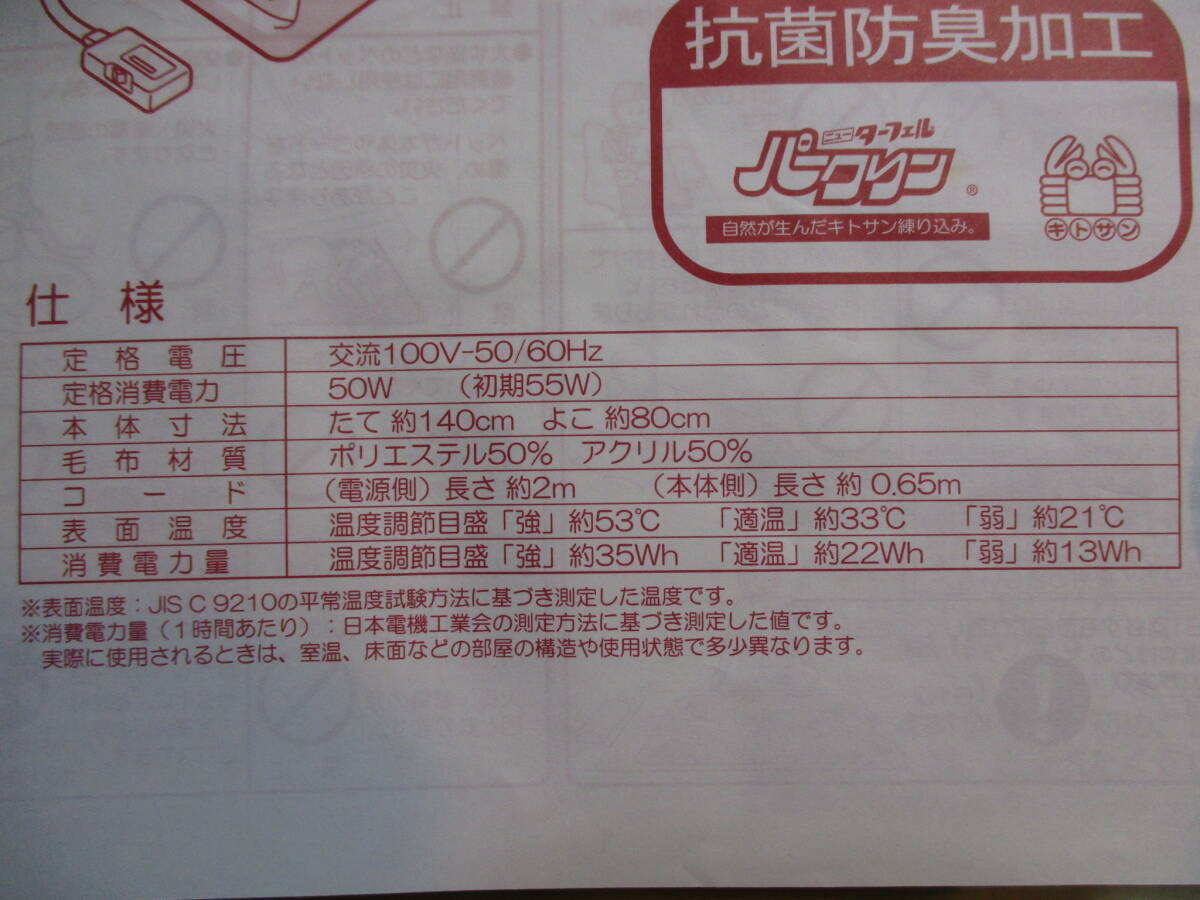 抗菌防臭加工
ニューターフェル
パークリン®
自然が生んだキトサン練り込み。
キトサン
仕様
定格電圧 交流100V-50/60Hz
定格消費電力 50W （初期55W）
本体寸法 たて 約140cm よこ 約80cm
毛布材質 ポリエステル50% アクリル50%
コード （電源側）長さ 約2m （本体側）長さ 約 0.65m
表面温度 温度調節目盛「強」約53℃ 「適温」約33℃ 「弱」約21℃
消費電力量 温度調節目盛「強」約35Wh 「適温」約22Wh 「弱」約13Wh
※表面温度：JIS C 9210の平常温度試験方法に基づき測定した温度です。
※消費電力量（1時間あたり）：日本電機工業会の測定方法に基づき測定した値です。
実際に使用されるときは、室温、床面などの部屋の構造や使用状態で多少異なります。